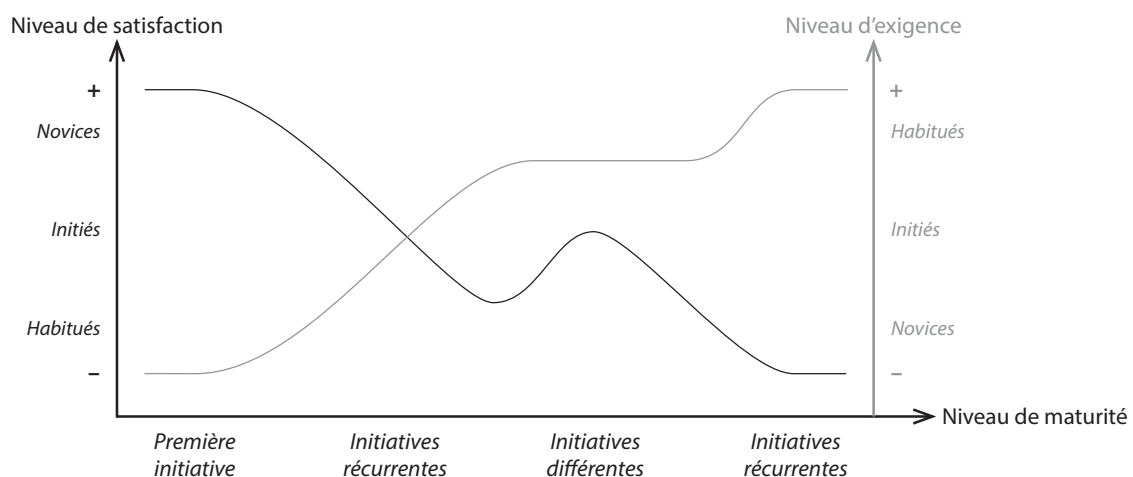 Niveau de satisfaction
Niveau d'exigence
+
Novices
Initiés
Habitués
–
+
Habitués
Initiés
Novices
–
Niveau de maturité
Première
initiative
Initiatives
récurrentes
Initiatives
différentes
Initiatives
récurrentes